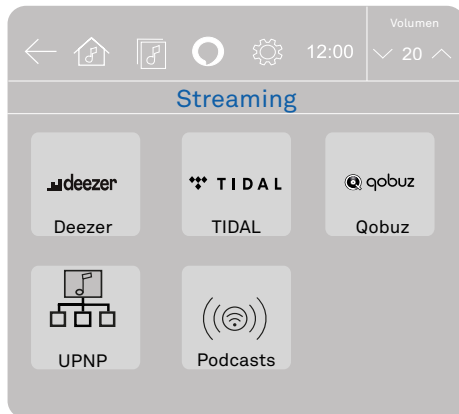 Volumen
12:00
20
Streaming
deezer
TIDAL
qobuz
Deezer
TIDAL
Qobuz
UPNP
Podcasts